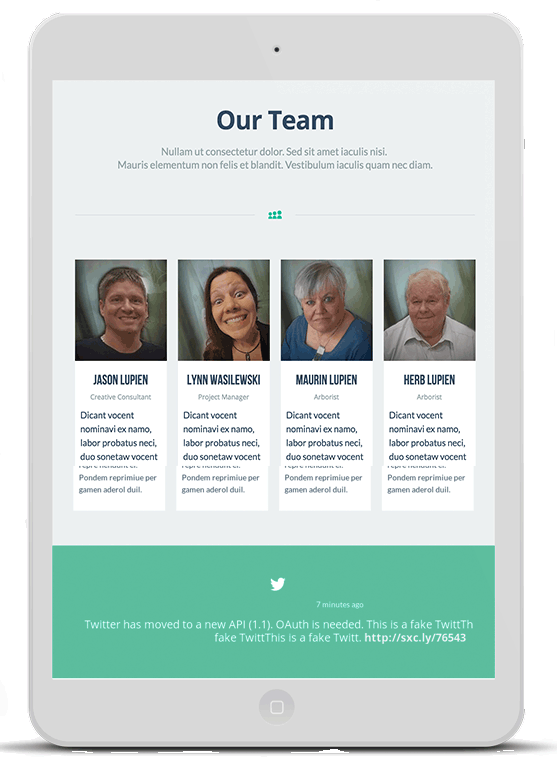 Our Team
Nullam ut consectetur dolor. Sed sit amet iaculis nisi.
Mauris elementum non felis et blandit. Vestibulum iaculis quam nec diam.
JASON LUPIEN
Creative Consultant
Dicant vocent
nominavi ex namo,
labor probatus neci,
duo sonetaw vocent
Pondem reprimiue per
gamen aderol duil.
LYNN WASILEWSKI
Project Manager
Dicant vocent
nominavi ex namo,
labor probatus neci,
duo sonetaw vocent
Pondem reprimiue per
gamen aderol duil.
MAURIN LUPIEN
Arborist
Dicant vocent
nominavi ex namo,
labor probatus neci,
duo sonetaw vocent
Pondem reprimiue per
gamen aderol duil.
HERB LUPIEN
Arborist
Dicant vocent
nominavi ex namo,
labor probatus neci,
duo sonetaw vocent
Pondem reprimiue per
gamen aderol duil.
7 minutes ago
Twitter has moved to a new API (1.1). OAuth is needed. This is a fake TwittTh
fake TwittThis is a fake Twitt. http://sxc.ly/76543